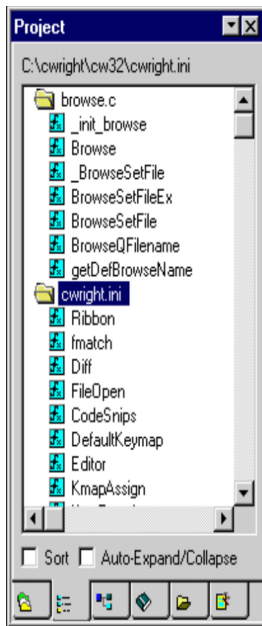 Project
C:\cwright\cw32\cwright.ini
browse.c
_init_browse
Browse
_BrowseSetFile
BrowseSetFileEx
BrowseSetFile
BrowseQFilename
getDefBrowseName
cwright.ini
Ribbon
fmatch
Diff
FileOpen
CodeSnips
DefaultKeymap
Editor
KmapAssign
Sort Auto-Expand/Collapse